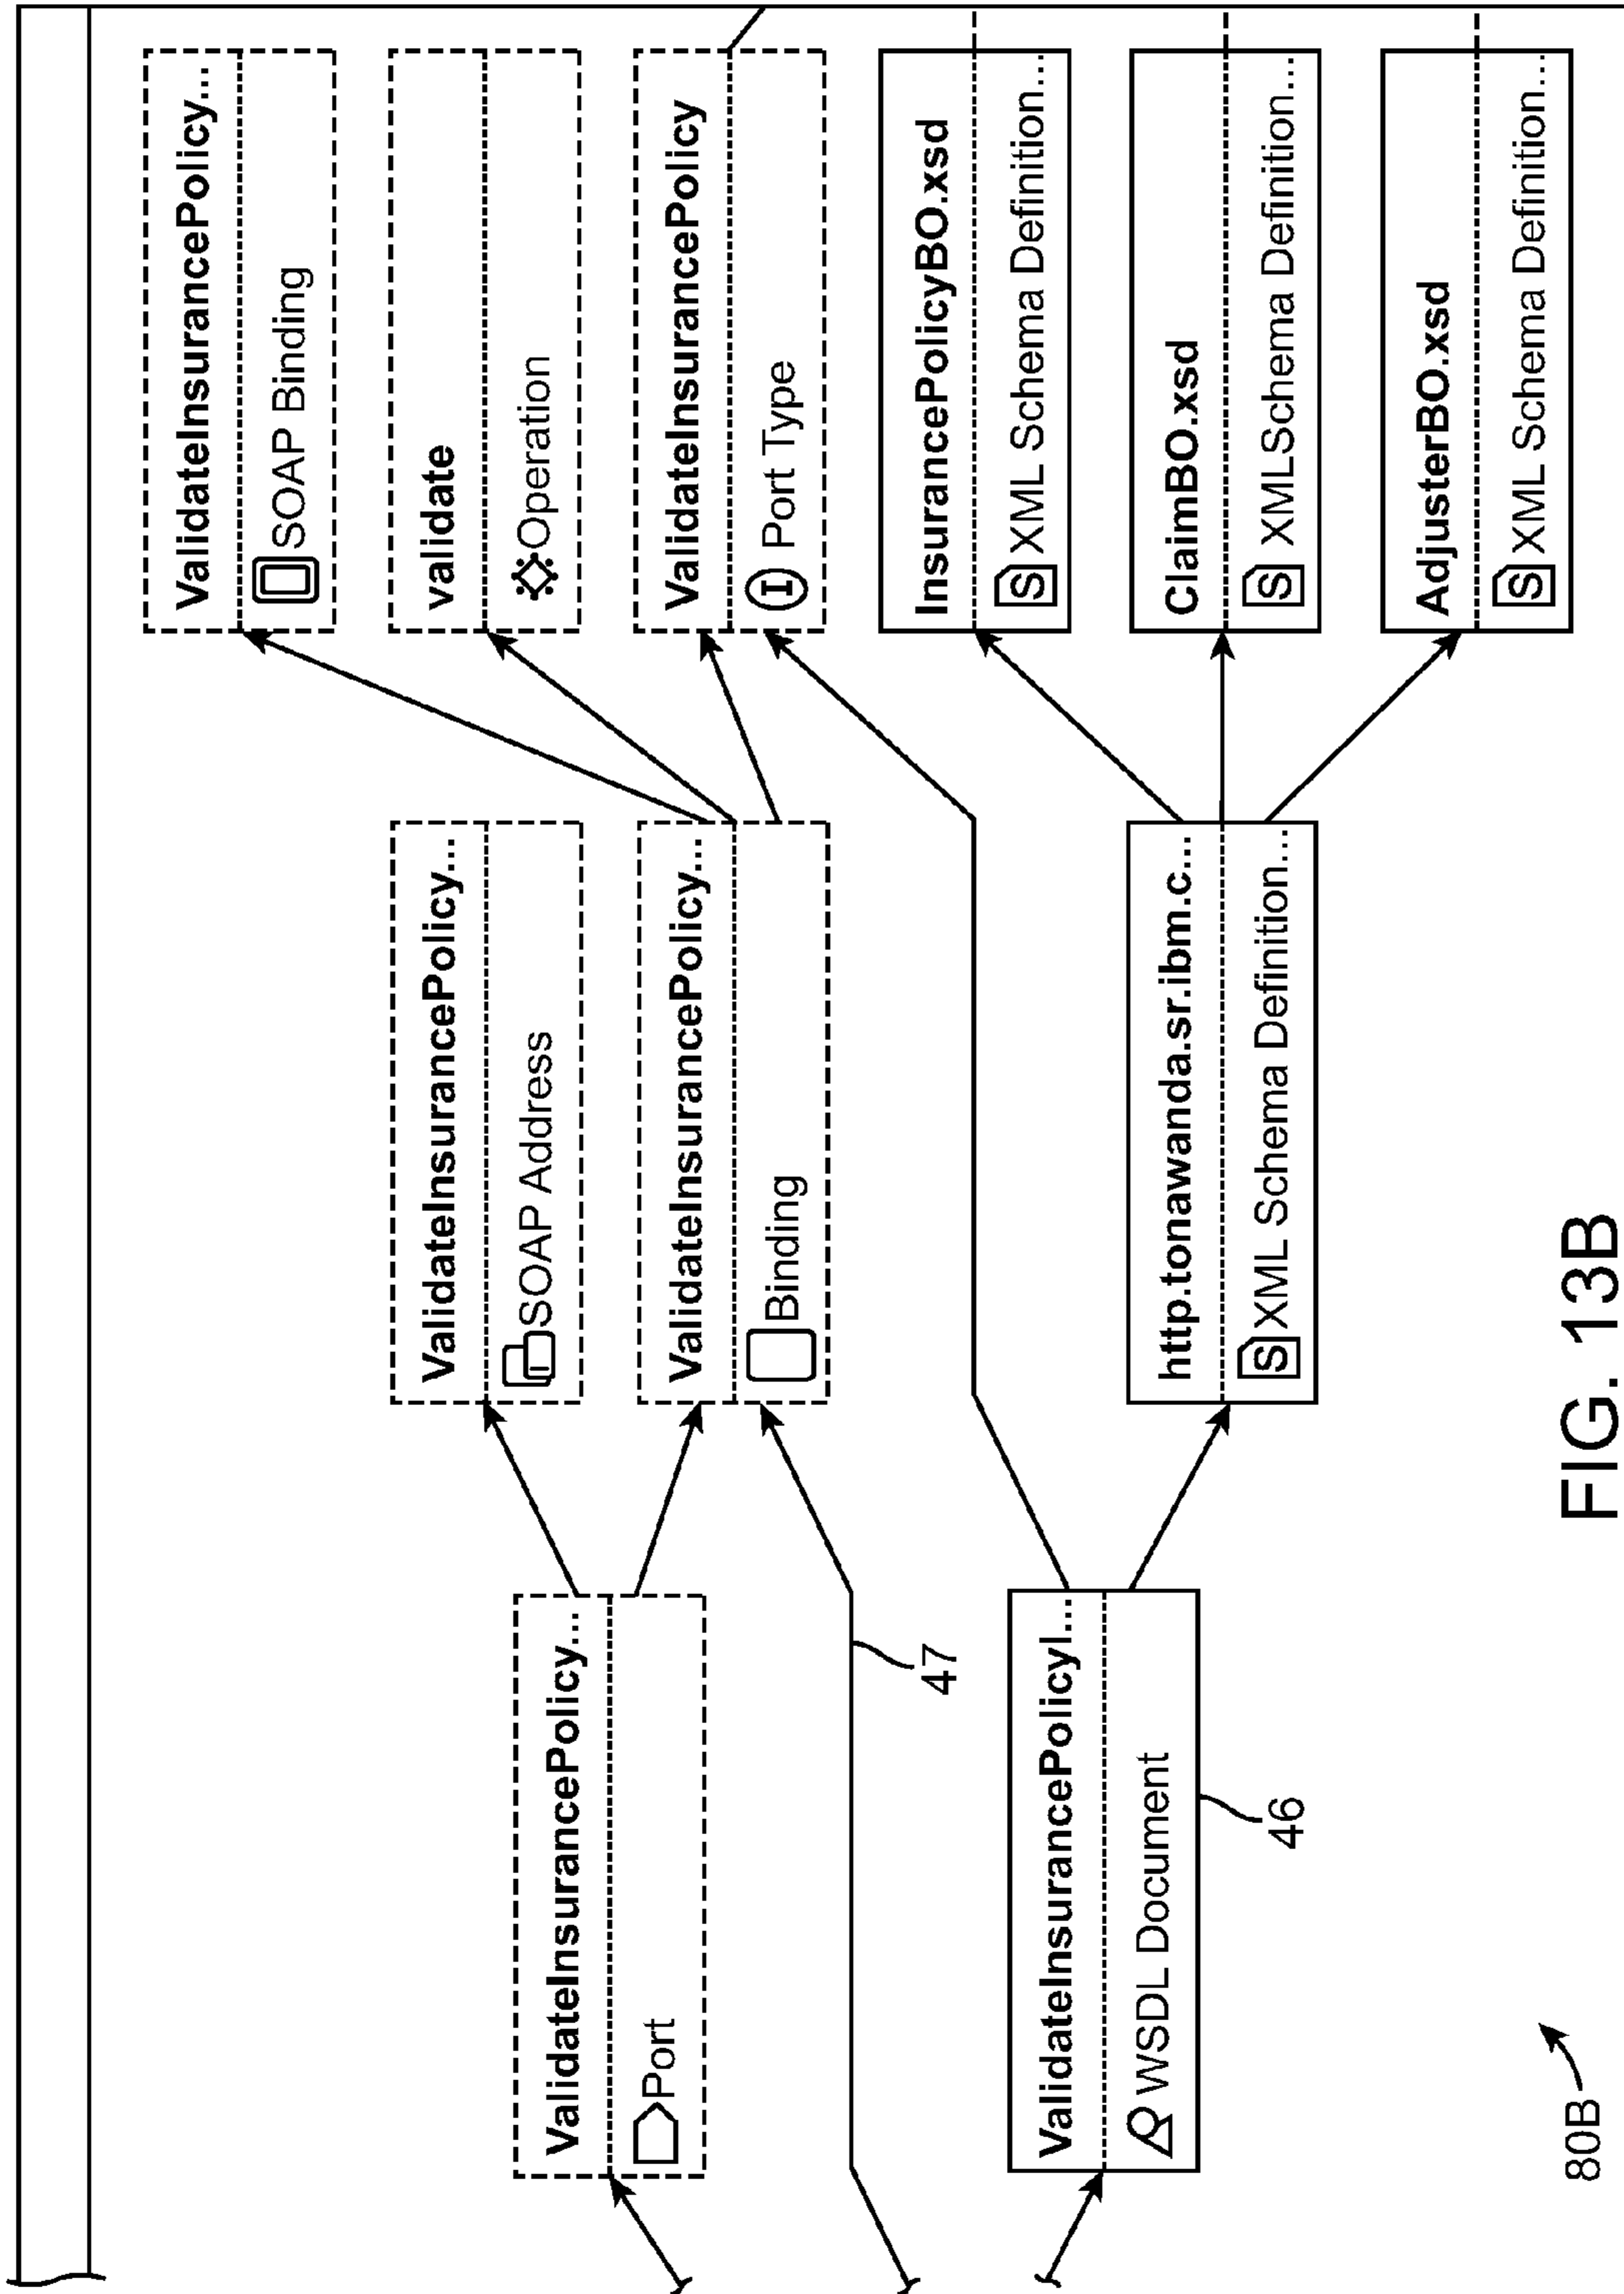 ValidateInsurancePolicy...
Port
ValidateInsurancePolicyI...
WSDL Document
46
47
ValidateInsurancePolicy...
SOAP Address
ValidateInsurancePolicy...
Binding
http.tonawanda.sr.ibm.c...
S XML Schema Definition...
ValidateInsurancePolicy...
SOAP Binding
validate
Operation
ValidateInsurancePolicy
I Port Type
InsurancePolicyBO.xsd
S XML Schema Definition...
ClaimBO.xsd
S XMLSchema Definition...
AdjusterBO.xsd
S XML Schema Definition...
80B
FIG. 13B